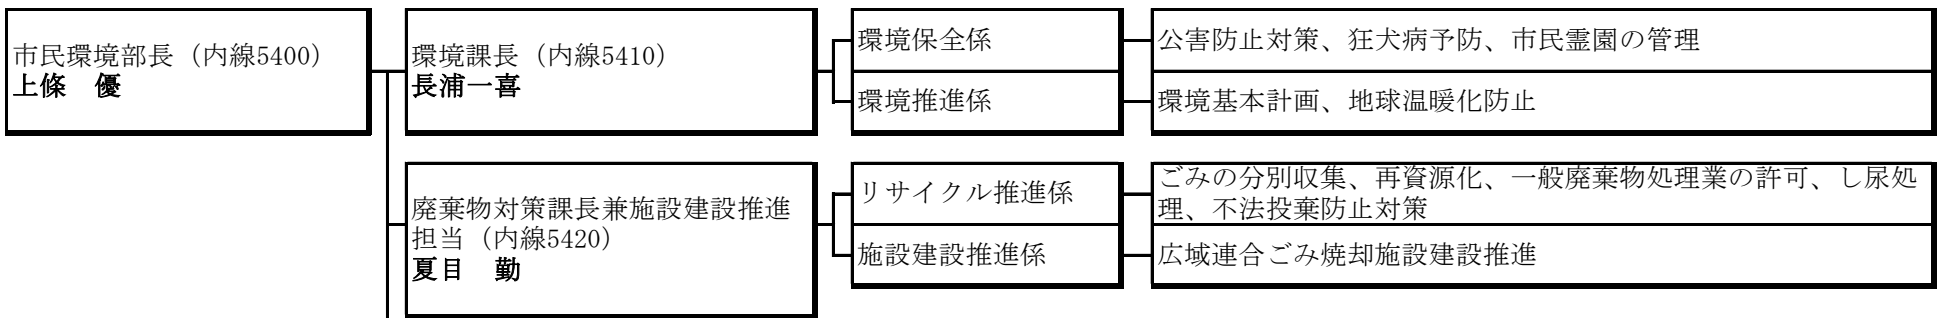 市民環境部長（内線5400）
上條　優
環境課長（内線5410）
長浦一喜
環境保全係
公害防止対策、狂犬病予防、市民霊園の管理
環境推進係
環境基本計画、地球温暖化防止
廃棄物対策課長兼施設建設推進
担当（内線5420）
夏目　勤
リサイクル推進係
ごみの分別収集、再資源化、一般廃棄物処理業の許可、し尿処
理、不法投棄防止対策
施設建設推進係
広域連合ごみ焼却施設建設推進